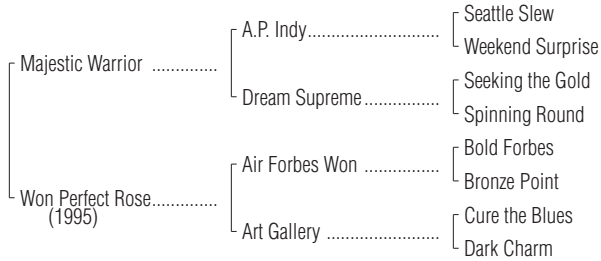 Seattle Slew
A.P. Indy..............................
Weekend Surprise
Majestic Warrior ...............
Seeking the Gold
Dream Supreme.................
Spinning Round
Bold Forbes
Air Forbes Won .................
Bronze Point
Won Perfect Rose...............
(1995)
Cure the Blues
Art Gallery .........................
Dark Charm